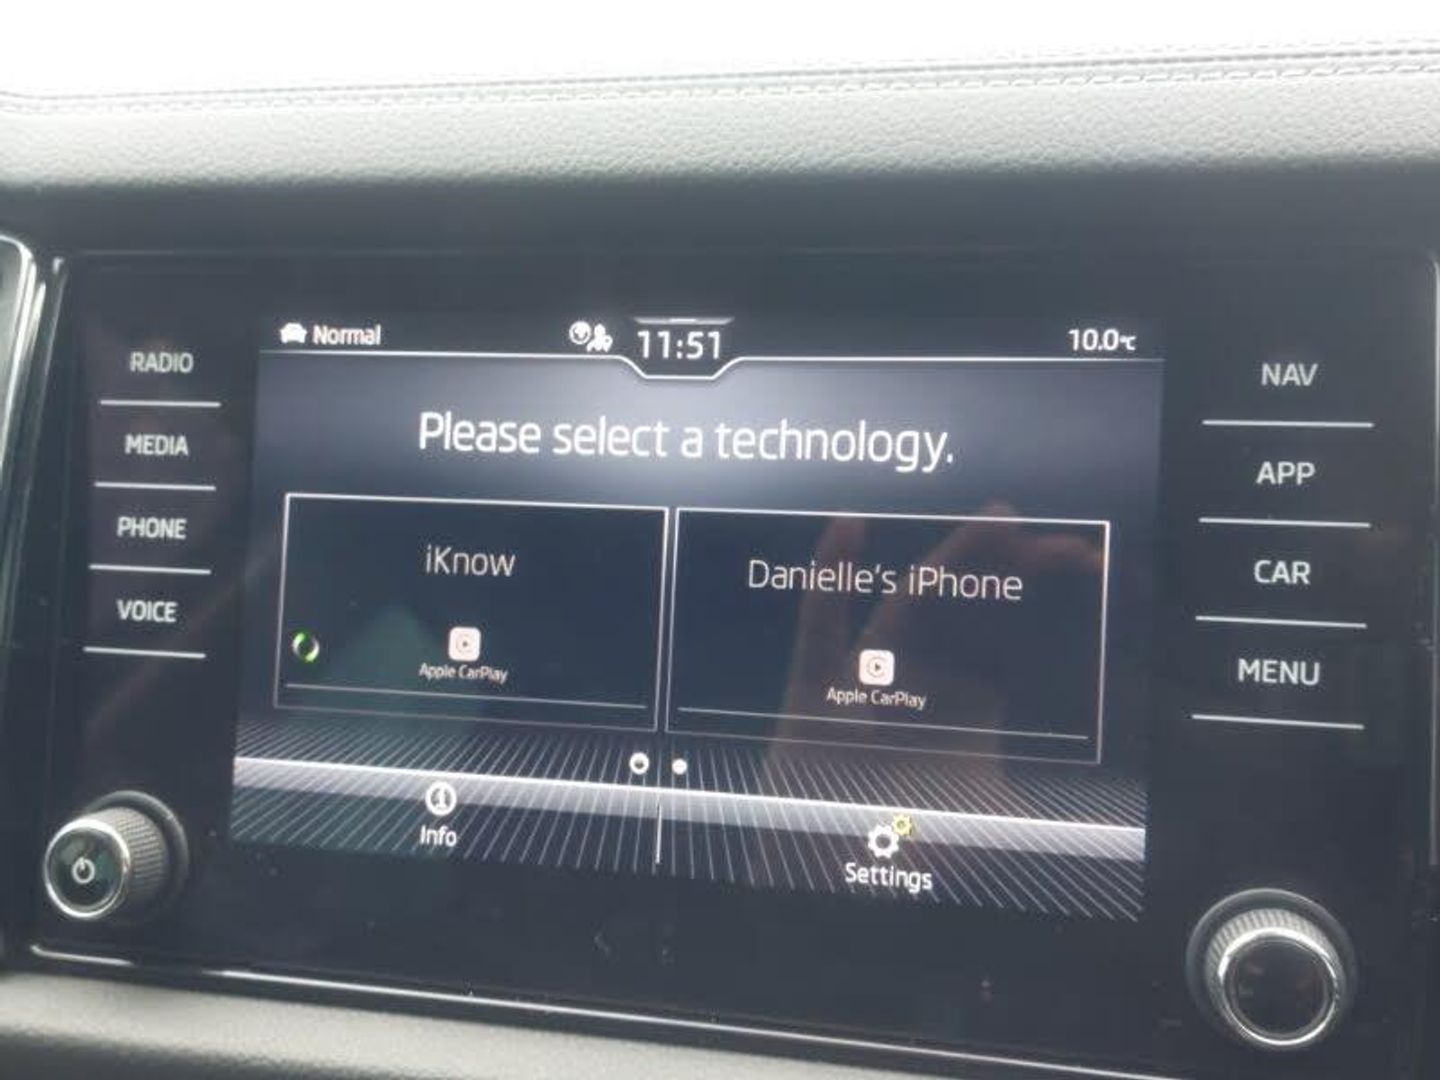 Normal
11:51
10.0°C
RADIO
MEDIA
PHONE
VOICE
Please select a technology.
iKnow
Apple CarPlay
Danielle's iPhone
Apple CarPlay
Info
Settings
NAV
APP
CAR
MENU